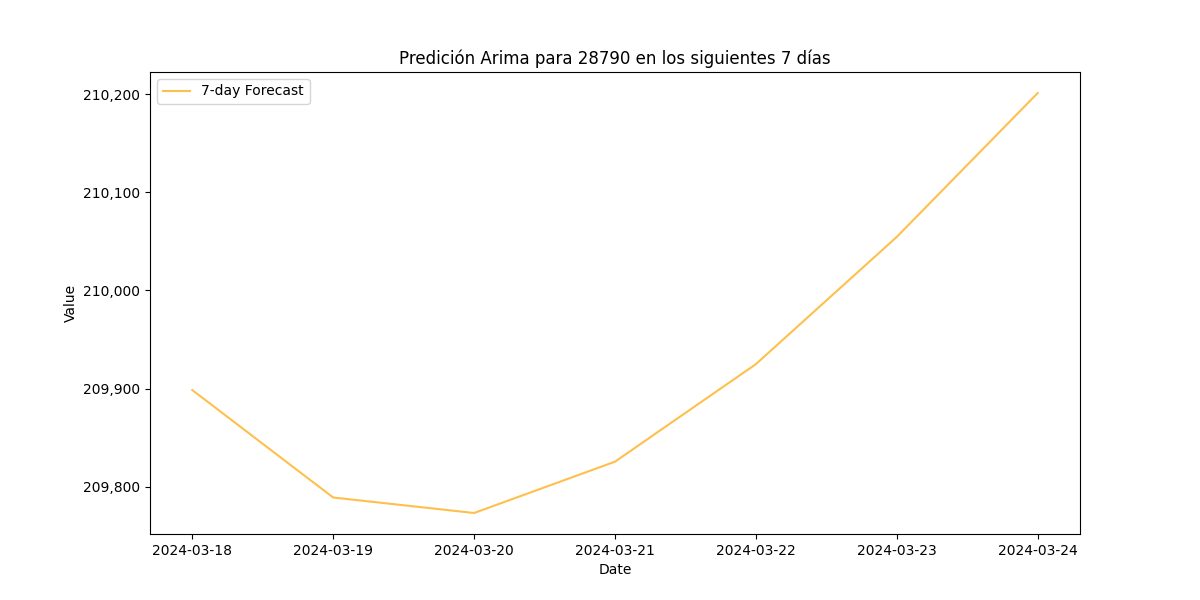 Predición Arima para 28790 en los siguientes 7 días
7-day Forecast
210,200
210,100
210,000
209,900
209,800
Value
2024-03-18 2024-03-19 2024-03-20 2024-03-21 2024-03-22 2024-03-23 2024-03-24
Date